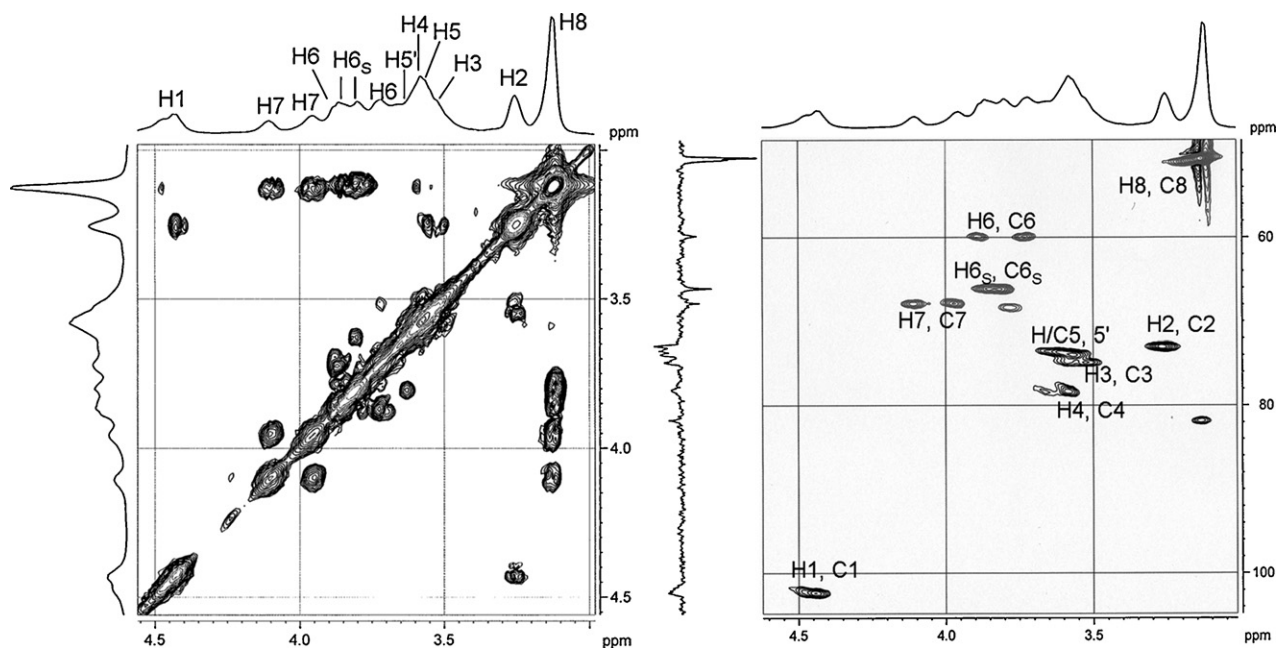 H4
H8
H5
H6 H6S H5' H3
H6
H1 H7 H7 H2
ppm
3.5
4.0
4.5
4.5 4.0 3.5 ppm
ppm
H8, C8
H6, C6
60
H6S, C6S
H7, C7
H/C5, 5' H2, C2
H3, C3
H4, C4
80
H1, C1
100
4.5 4.0 3.5 ppm